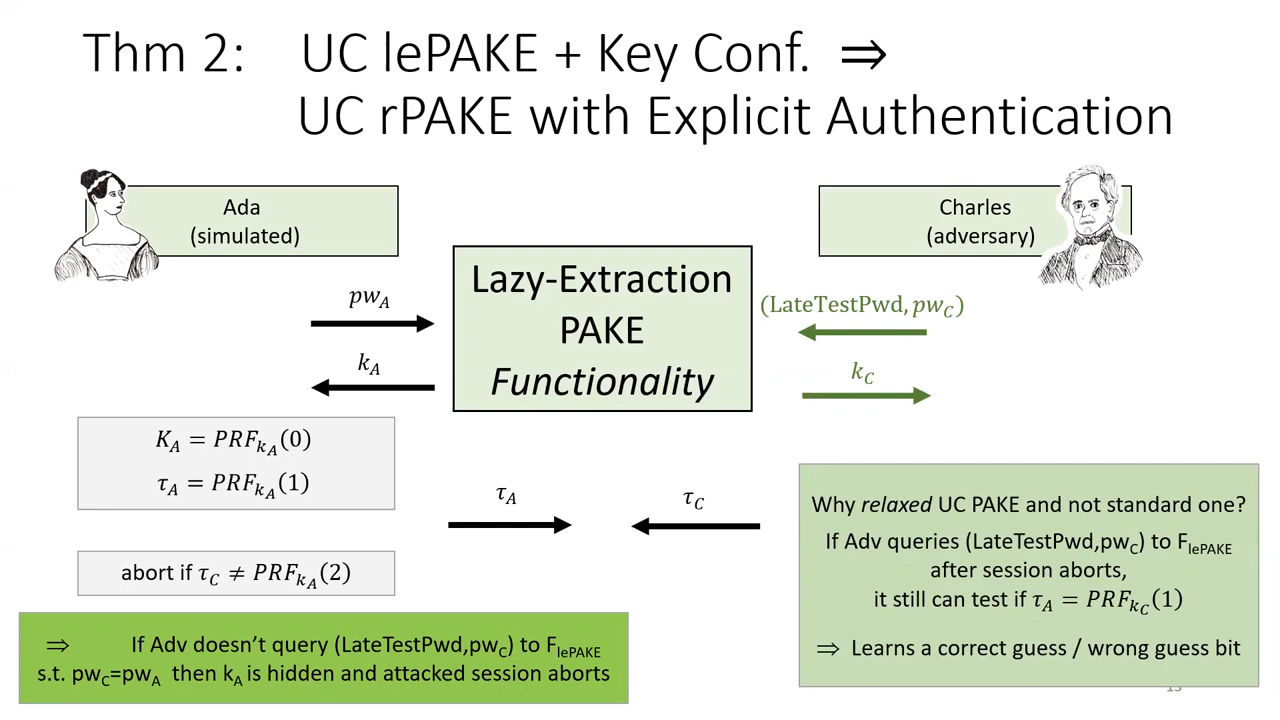 Thm 2: UC lePAKE + Key Conf. ⇒
UC rPAKE with Explicit Authentication
Ada
(simulated)
Charles
(adversary)
Lazy-Extraction
PAKE
Functionality
pw_A
k_A
(LateTestPwd, pw_C)
k_C
K_A = PRF_{k_A}(0)
τ_A = PRF_{k_A}(1)
τ_A
τ_C
abort if τ_C ≠ PRF_{k_A}(2)
⇒ If Adv doesn't query (LateTestPwd,pw_C) to F_lePAKE
s.t. pw_C=pw_A then k_A is hidden and attacked session aborts
Why relaxed UC PAKE and not standard one?
If Adv queries (LateTestPwd,pw_C) to F_lePAKE
after session aborts,
it still can test if τ_A = PRF_{k_C}(1)
⇒ Learns a correct guess / wrong guess bit